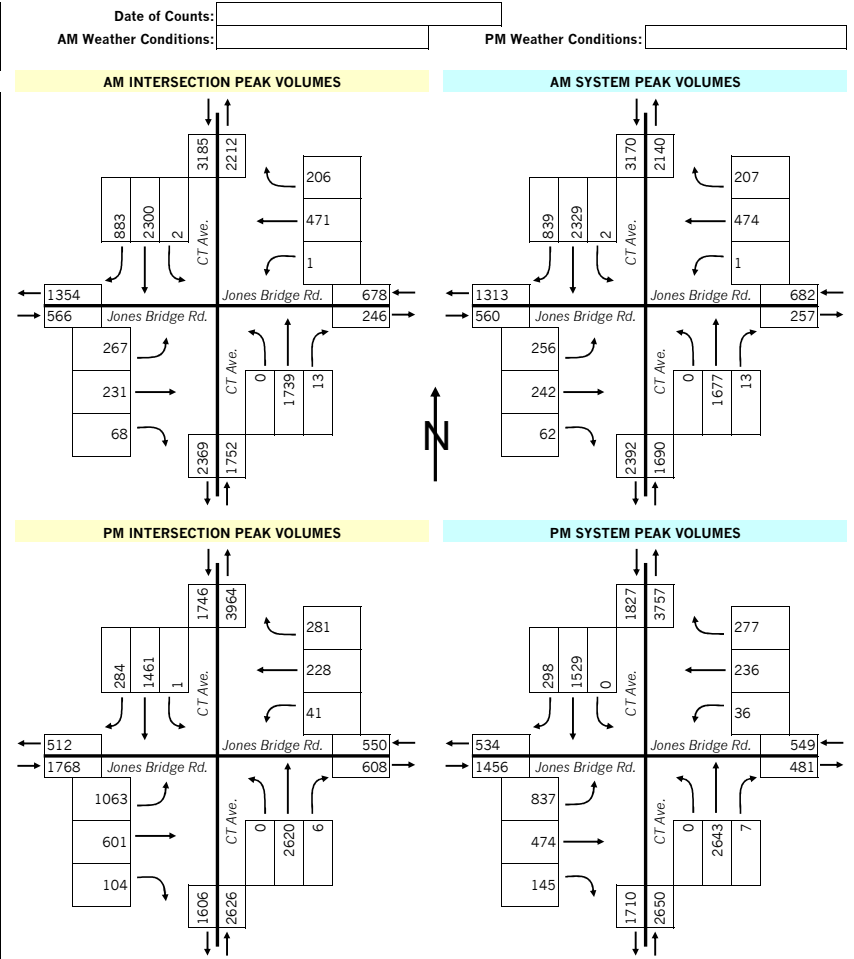 Date of Counts:
AM Weather Conditions: PM Weather Conditions:
AM INTERSECTION PEAK VOLUMES
3185 2212
883 2300 2
CT Ave.
206
471
1
1354 Jones Bridge Rd. 678
566 Jones Bridge Rd. 246
267
231
68
CT Ave.
0 1739 13
2369 1752
AM SYSTEM PEAK VOLUMES
3170 2140
839 2329 2
CT Ave.
207
474
1
1313 Jones Bridge Rd. 682
560 Jones Bridge Rd. 257
256
242
62
CT Ave.
0 1677 13
2392 1690
N
PM INTERSECTION PEAK VOLUMES
1746 3964
284 1461 1
CT Ave.
281
228
41
512 Jones Bridge Rd. 550
1768 Jones Bridge Rd. 608
1063
601
104
CT Ave.
0 2620 6
1606 2626
PM SYSTEM PEAK VOLUMES
1827 3757
298 1529 0
CT Ave.
277
236
36
534 Jones Bridge Rd. 549
1456 Jones Bridge Rd. 481
837
474
145
CT Ave.
0 2643 7
1710 2650